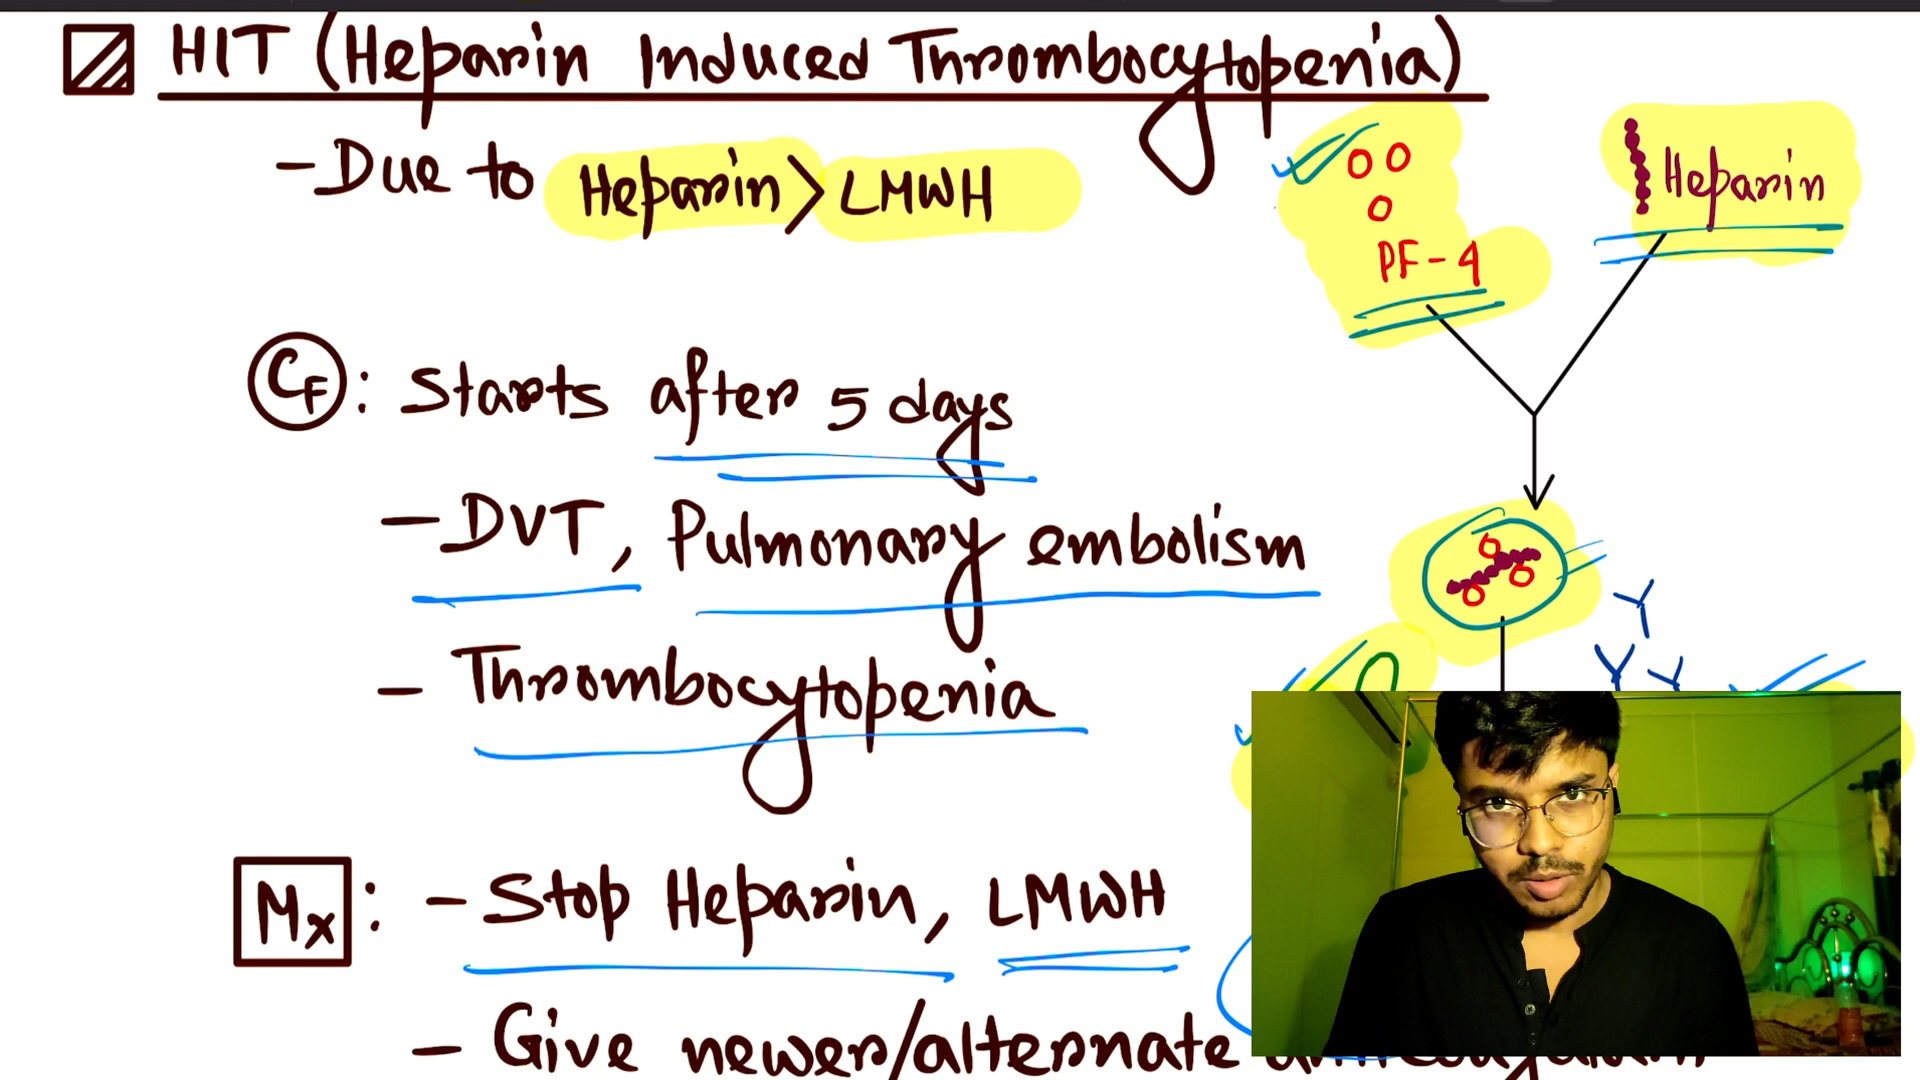 HIT (Heparin Induced Thrombocytopenia)
- Due to Heparin > LMWH
PF-4
Heparin
CF : Starts after 5 days
- DVT, Pulmonary embolism
- Thrombocytopenia
Mx : - Stop Heparin, LMWH
- Give newer/alternate